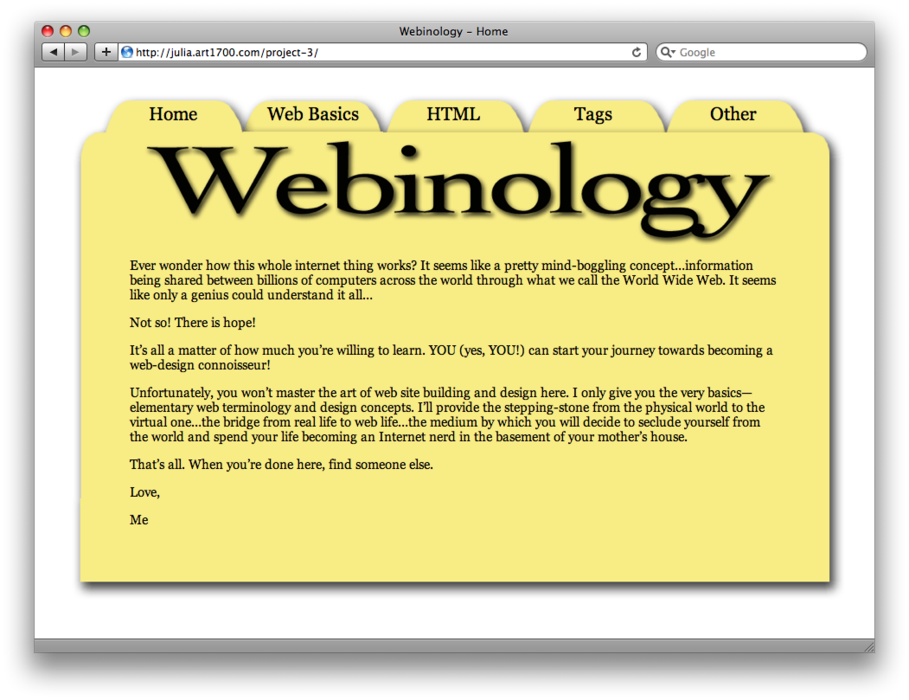 Webinology – Home
http://julia.art1700.com/project-3/
Google
Home
Web Basics
HTML
Tags
Other
Webinology
Ever wonder how this whole internet thing works? It seems like a pretty mind-boggling concept...information
being shared between billions of computers across the world through what we call the World Wide Web. It seems
like only a genius could understand it all...
Not so! There is hope!
It's all a matter of how much you're willing to learn. YOU (yes, YOU!) can start your journey towards becoming a
web-design connoisseur!
Unfortunately, you won't master the art of web site building and design here. I only give you the very basics—
elementary web terminology and design concepts. I'll provide the stepping-stone from the physical world to the
virtual one...the bridge from real life to web life...the medium by which you will decide to seclude yourself from
the world and spend your life becoming an Internet nerd in the basement of your mother's house.
That's all. When you're done here, find someone else.
Love,
Me